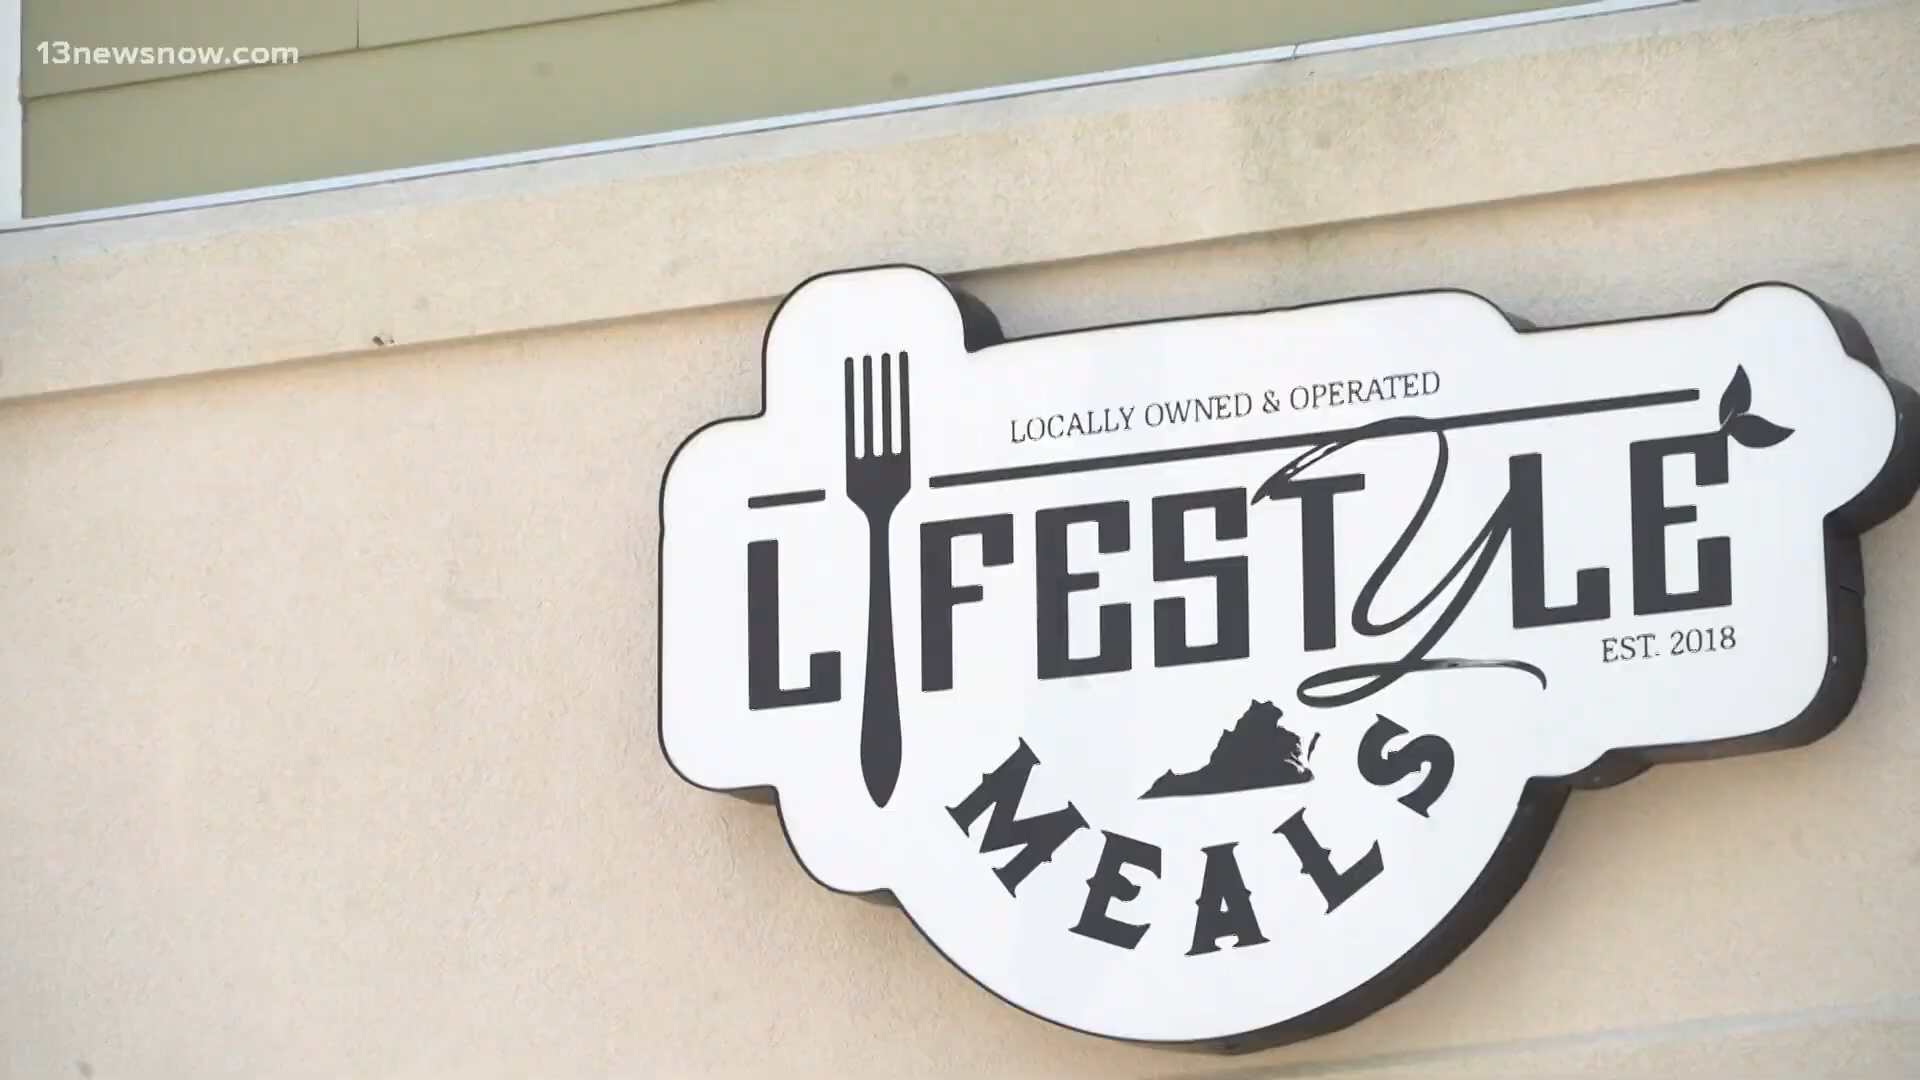 13newsnow.com
LOCALLY OWNED & OPERATED
LIFESTYLE
EST. 2018
MEALS